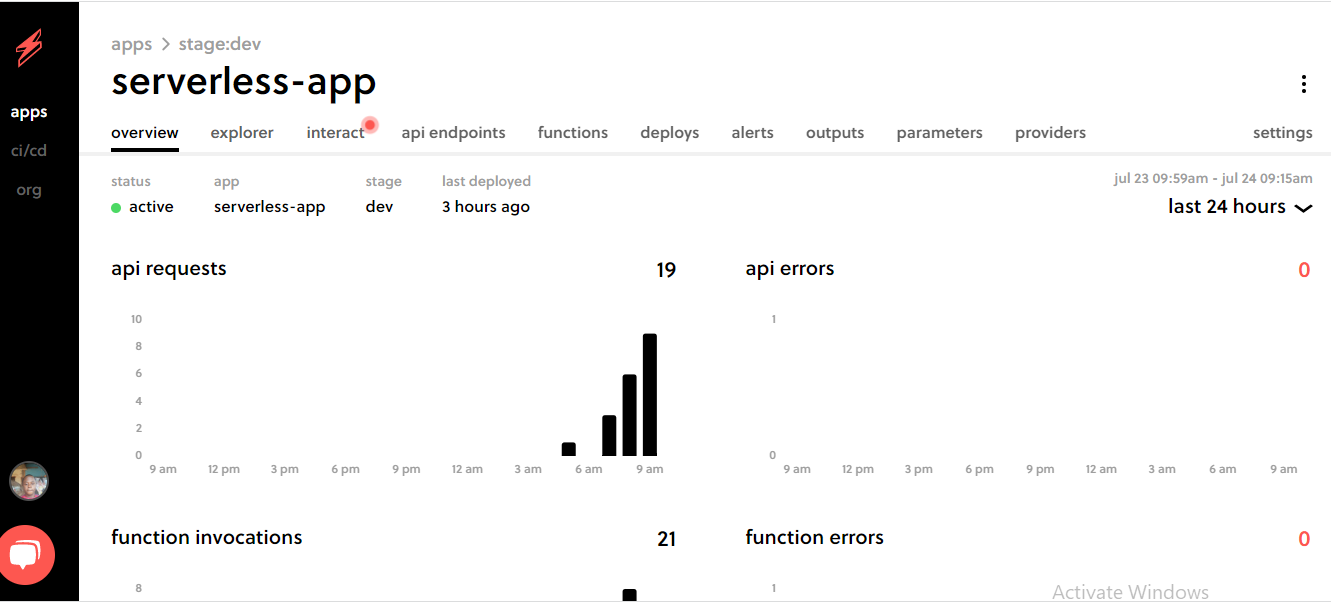 apps > stage:dev
serverless-app
apps
ci/cd
org
overview explorer interact api endpoints functions deploys alerts outputs parameters providers settings
status app stage last deployed jul 23 09:59am - jul 24 09:15am
active serverless-app dev 3 hours ago last 24 hours
api requests 19
10
8
6
4
2
0
9 am 12 pm 3 pm 6 pm 9 pm 12 am 3 am 6 am 9 am
api errors 0
1
0
9 am 12 pm 3 pm 6 pm 9 pm 12 am 3 am 6 am 9 am
function invocations 21
8
function errors 0
1
Activate Windows